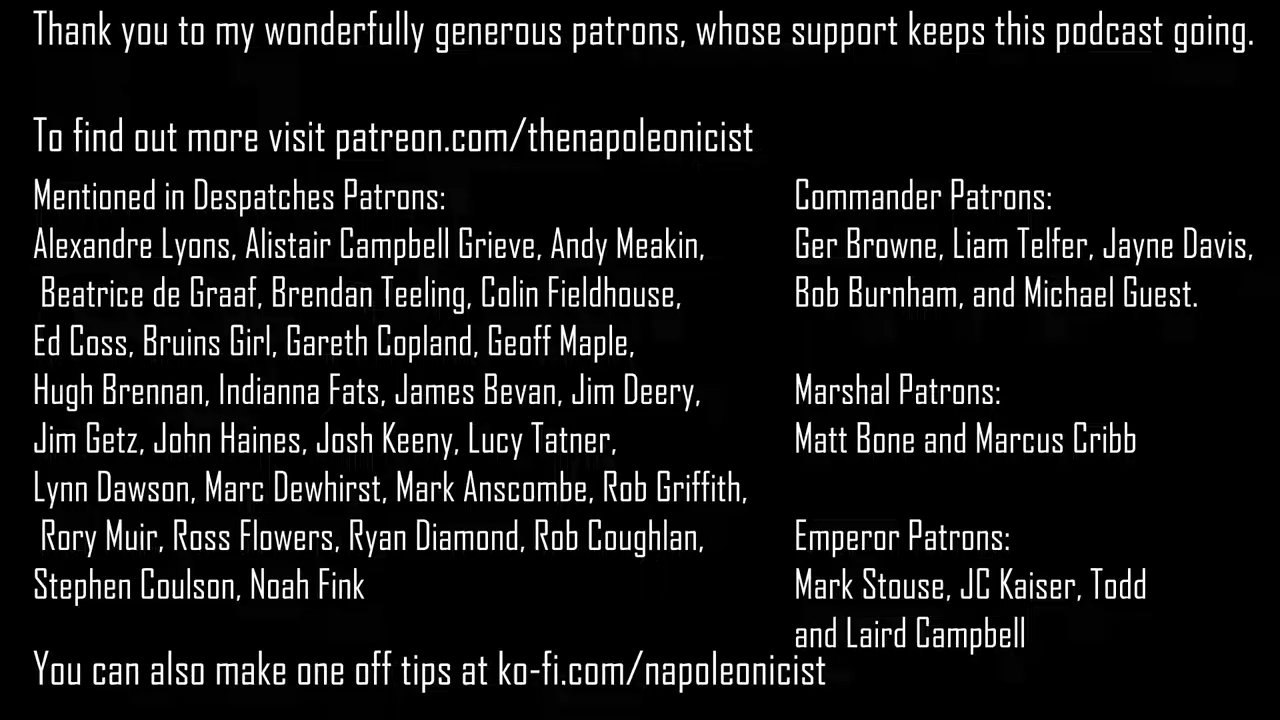 Thank you to my wonderfully generous patrons, whose support keeps this podcast going.
To find out more visit patreon.com/thenapoleonicist
Mentioned in Despatches Patrons:
Alexandre Lyons, Alistair Campbell Grieve, Andy Meakin,
Beatrice de Graaf, Brendan Teeling, Colin Fieldhouse,
Ed Coss, Bruins Girl, Gareth Copland, Geoff Maple,
Hugh Brennan, Indianna Fats, James Bevan, Jim Deery,
Jim Getz, John Haines, Josh Keeny, Lucy Tatner,
Lynn Dawson, Marc Dewhirst, Mark Anscombe, Rob Griffith,
Rory Muir, Ross Flowers, Ryan Diamond, Rob Coughlan,
Stephen Coulson, Noah Fink
Commander Patrons:
Ger Browne, Liam Telfer, Jayne Davis,
Bob Burnham, and Michael Guest.
Marshal Patrons:
Matt Bone and Marcus Cribb
Emperor Patrons:
Mark Stouse, JC Kaiser, Todd
and Laird Campbell
You can also make one off tips at ko-fi.com/napoleonicist